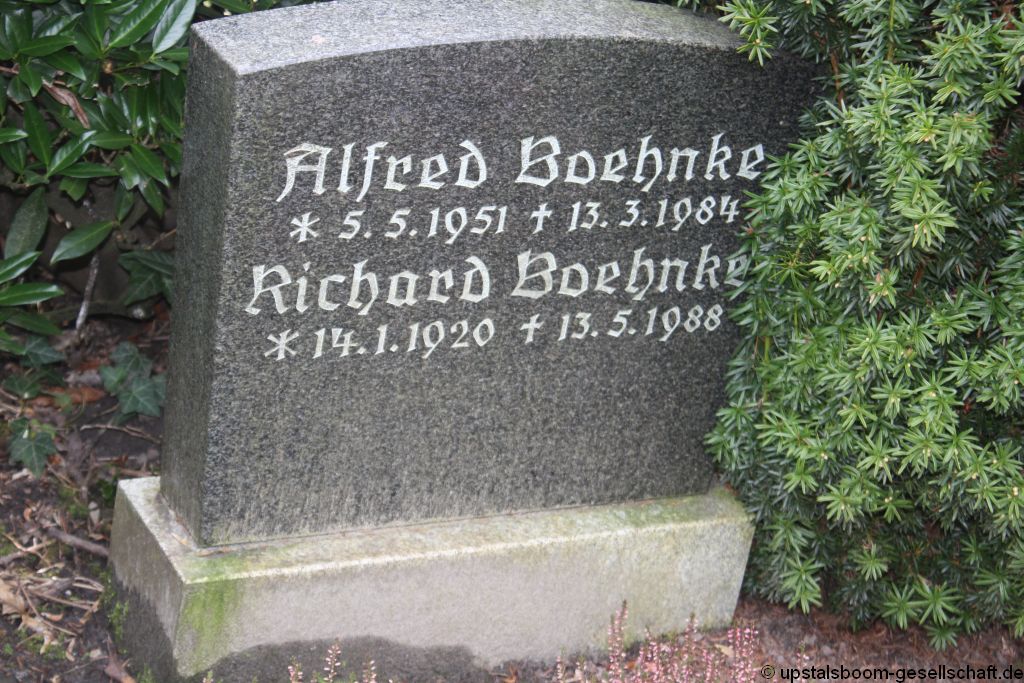 Alfred Boehnke
* 5. 5. 1951 † 13. 3. 1984
Richard Boehnke
* 14. 1. 1920 † 13. 5. 1988
© upstalsboom-gesellschaft.de